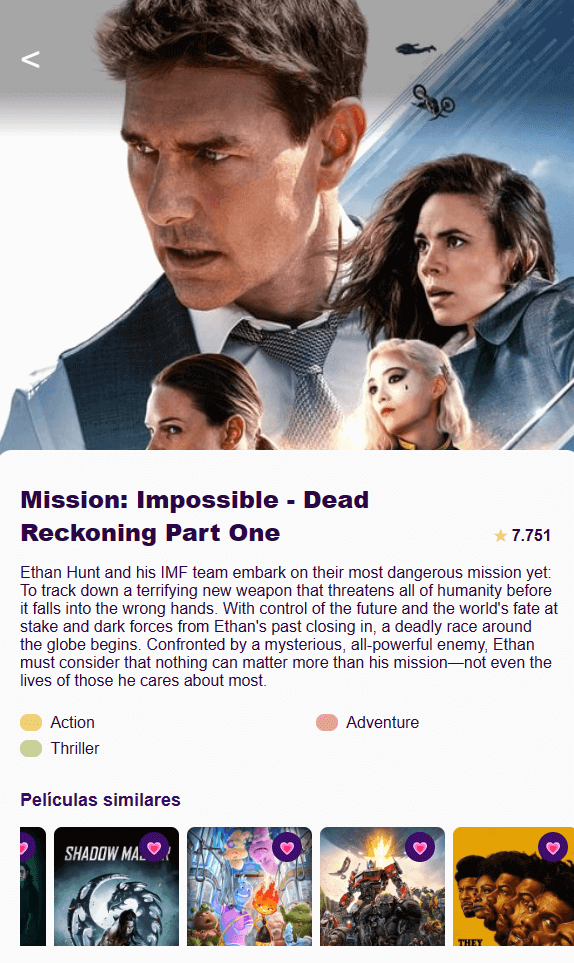 <
Mission: Impossible - Dead
Reckoning Part One
7.751
Ethan Hunt and his IMF team embark on their most dangerous mission yet:
To track down a terrifying new weapon that threatens all of humanity before
it falls into the wrong hands. With control of the future and the world's fate at
stake and dark forces from Ethan's past closing in, a deadly race around
the globe begins. Confronted by a mysterious, all-powerful enemy, Ethan
must consider that nothing can matter more than his mission—not even the
lives of those he cares about most.
Action
Adventure
Thriller
Películas similares
SHADOW
THEY